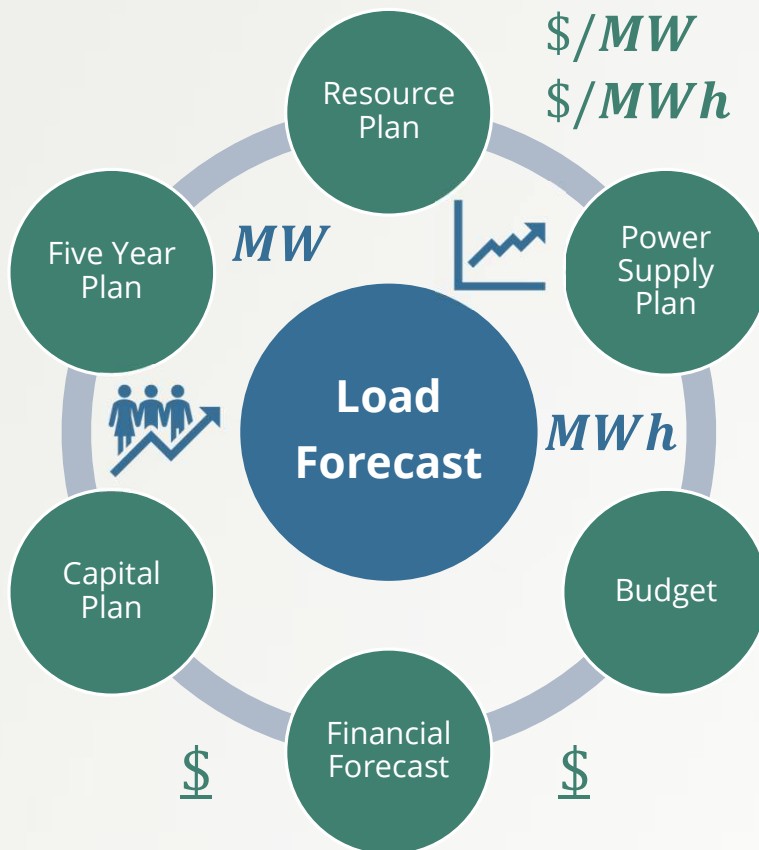 $/MW
$/MWh
Resource
Plan
Five Year
Plan
MW
Power
Supply
Plan
Load
Forecast
MWh
Capital
Plan
Budget
Financial
Forecast
$
$